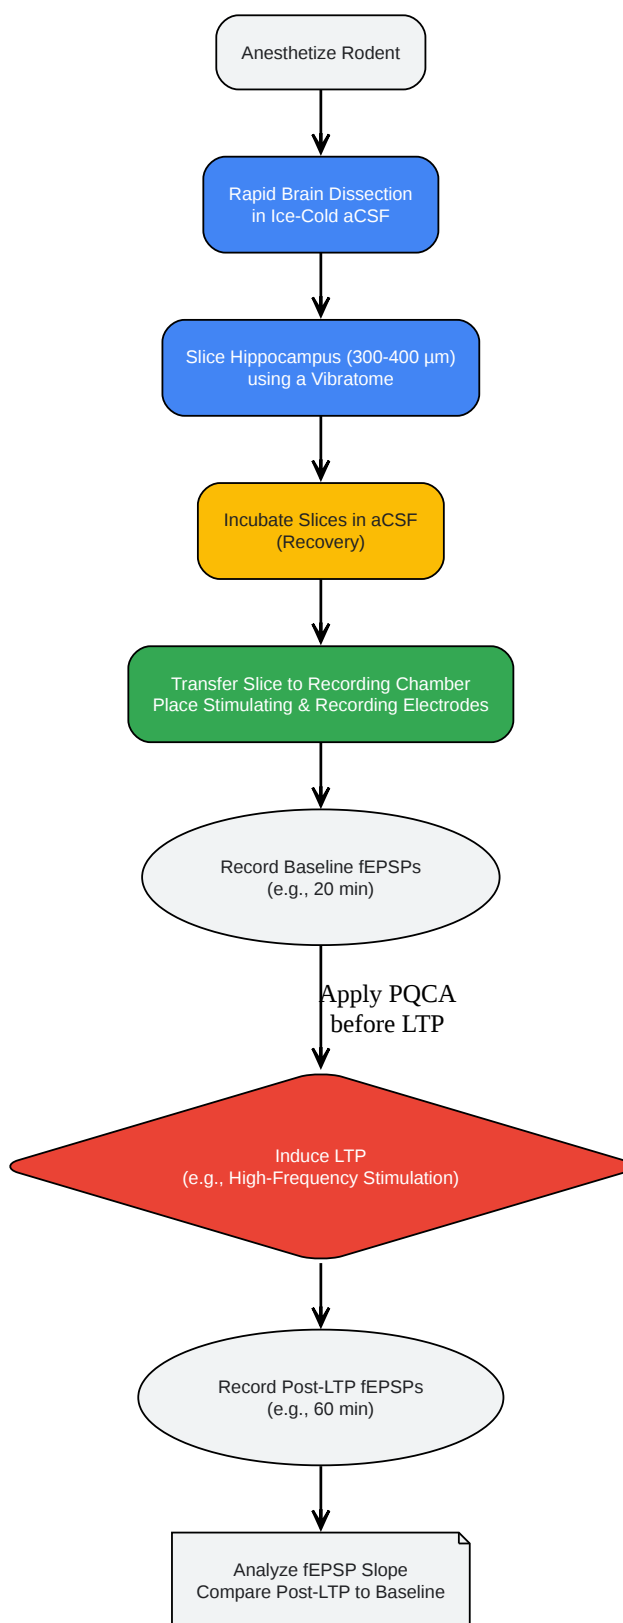 Anesthetize Rodent
Rapid Brain Dissection
in Ice-Cold aCSF
Slice Hippocampus (300-400 µm)
using a Vibratome
Incubate Slices in aCSF
(Recovery)
Transfer Slice to Recording Chamber
Place Stimulating & Recording Electrodes
Record Baseline fEPSPs
(e.g., 20 min)
Apply PQCA
before LTP
Induce LTP
(e.g., High-Frequency Stimulation)
Record Post-LTP fEPSPs
(e.g., 60 min)
Analyze fEPSP Slope
Compare Post-LTP to Baseline